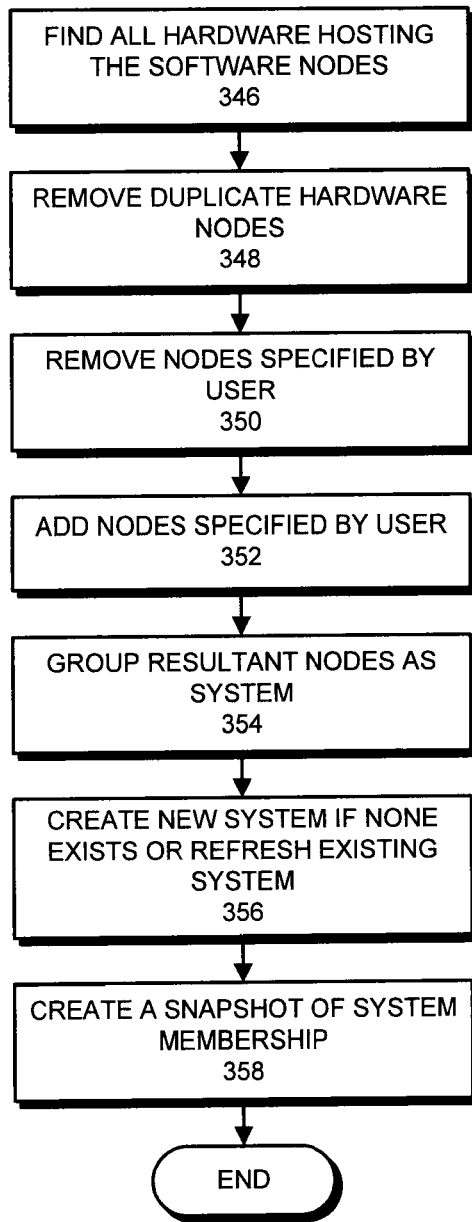 FIND ALL HARDWARE HOSTING
THE SOFTWARE NODES
346
REMOVE DUPLICATE HARDWARE
NODES
348
REMOVE NODES SPECIFIED BY
USER
350
ADD NODES SPECIFIED BY USER
352
GROUP RESULTANT NODES AS
SYSTEM
354
CREATE NEW SYSTEM IF NONE
EXISTS OR REFRESH EXISTING
SYSTEM
356
CREATE A SNAPSHOT OF SYSTEM
MEMBERSHIP
358
END